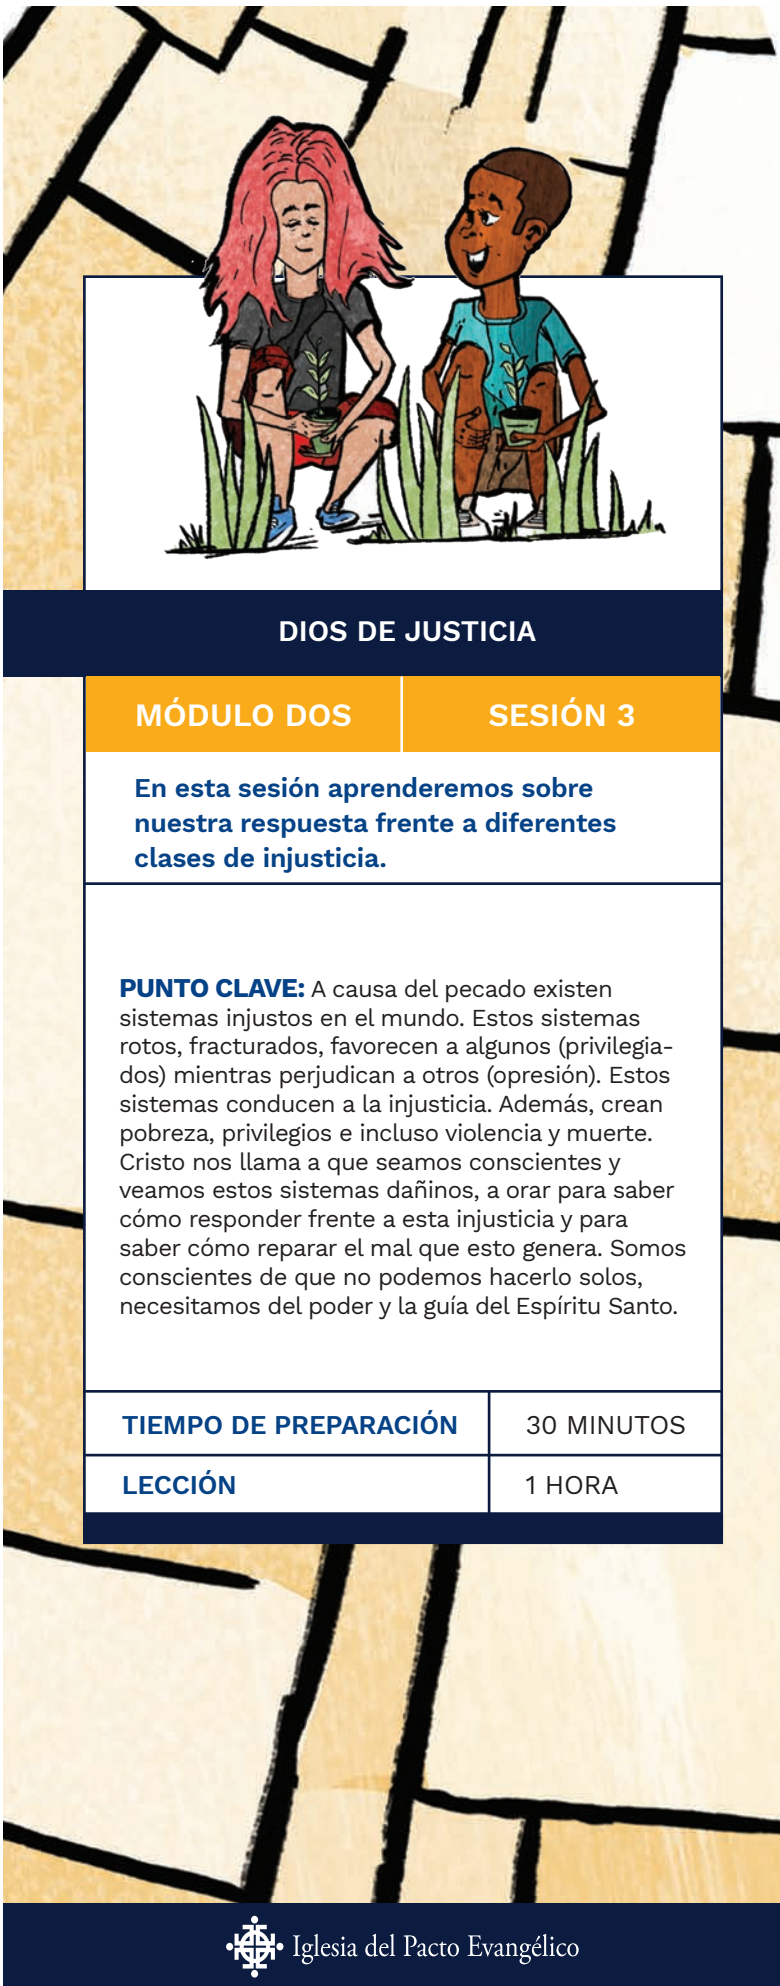 DIOS DE JUSTICIA
MÓDULO DOS
SESIÓN 3
En esta sesión aprenderemos sobre
nuestra respuesta frente a diferentes
clases de injusticia.
PUNTO CLAVE: A causa del pecado existen
sistemas injustos en el mundo. Estos sistemas
rotos, fracturados, favorecen a algunos (privilegia-
dos) mientras perjudican a otros (opresión). Estos
sistemas conducen a la injusticia. Además, crean
pobreza, privilegios e incluso violencia y muerte.
Cristo nos llama a que seamos conscientes y
veamos estos sistemas dañinos, a orar para saber
cómo responder frente a esta injusticia y para
saber cómo reparar el mal que esto genera. Somos
conscientes de que no podemos hacerlo solos,
necesitamos del poder y la guía del Espíritu Santo.
TIEMPO DE PREPARACIÓN
30 MINUTOS
LECCIÓN
1 HORA
Iglesia del Pacto Evangélico